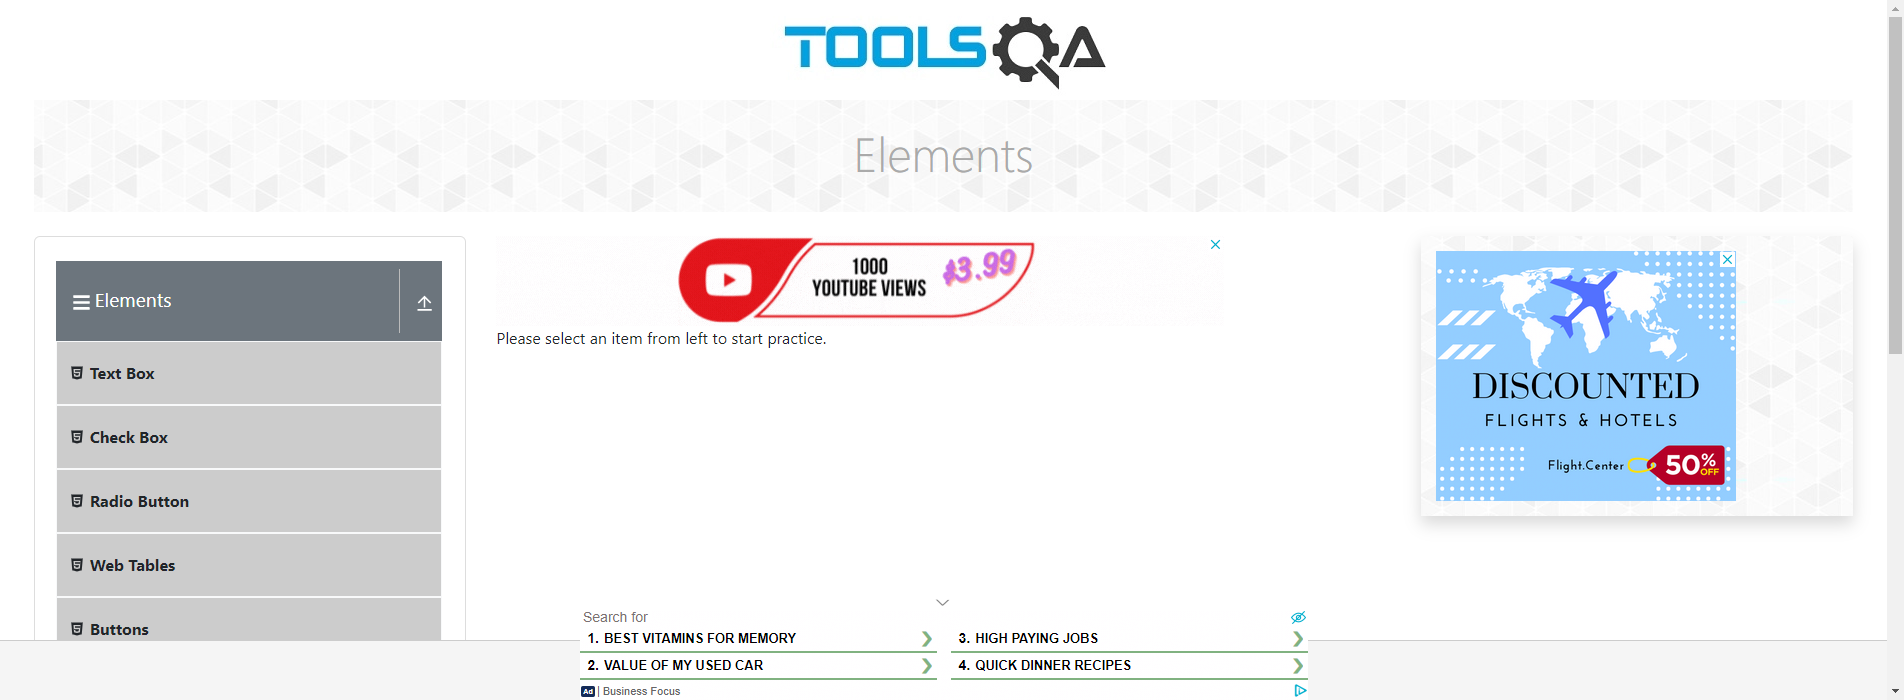 TOOLSQA
Elements
Elements
Text Box
Check Box
Radio Button
Web Tables
Buttons
1000
YOUTUBE VIEWS
$3.99
Please select an item from left to start practice.
DISCOUNTED
FLIGHTS & HOTELS
Flight.Center
50% OFF
Search for
1. BEST VITAMINS FOR MEMORY
2. VALUE OF MY USED CAR
3. HIGH PAYING JOBS
4. QUICK DINNER RECIPES
Ad | Business Focus